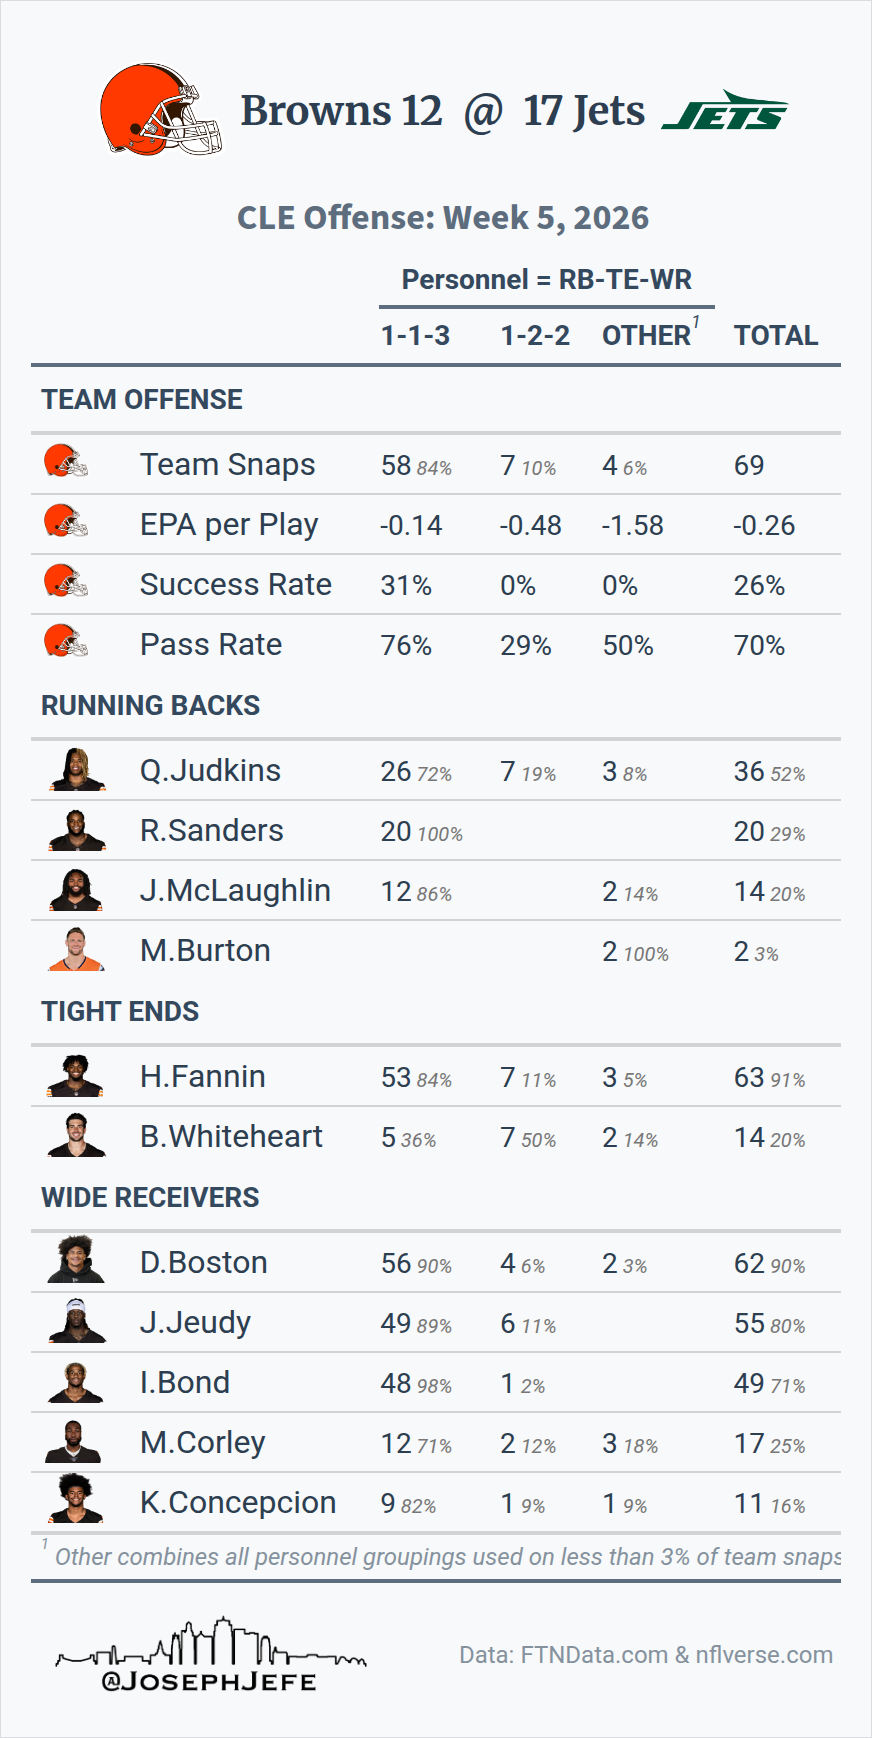 Browns 12 @ 17 Jets JETS
CLE Offense: Week 5, 2026
Personnel = RB-TE-WR
1-1-3 1-2-2 OTHER1 TOTAL
TEAM OFFENSE
Team Snaps 58 84% 7 10% 4 6% 69
EPA per Play -0.14 -0.48 -1.58 -0.26
Success Rate 31% 0% 0% 26%
Pass Rate 76% 29% 50% 70%
RUNNING BACKS
Q.Judkins 26 72% 7 19% 3 8% 36 52%
R.Sanders 20 100% 20 29%
J.McLaughlin 12 86% 2 14% 14 20%
M.Burton 2 100% 2 3%
TIGHT ENDS
H.Fannin 53 84% 7 11% 3 5% 63 91%
B.Whiteheart 5 36% 7 50% 2 14% 14 20%
WIDE RECEIVERS
D.Boston 56 90% 4 6% 2 3% 62 90%
J.Jeudy 49 89% 6 11% 55 80%
I.Bond 48 98% 1 2% 49 71%
M.Corley 12 71% 2 12% 3 18% 17 25%
K.Concepcion 9 82% 1 9% 1 9% 11 16%
1 Other combines all personnel groupings used on less than 3% of team snaps
@JosephJefe
Data: FTNData.com & nflverse.com